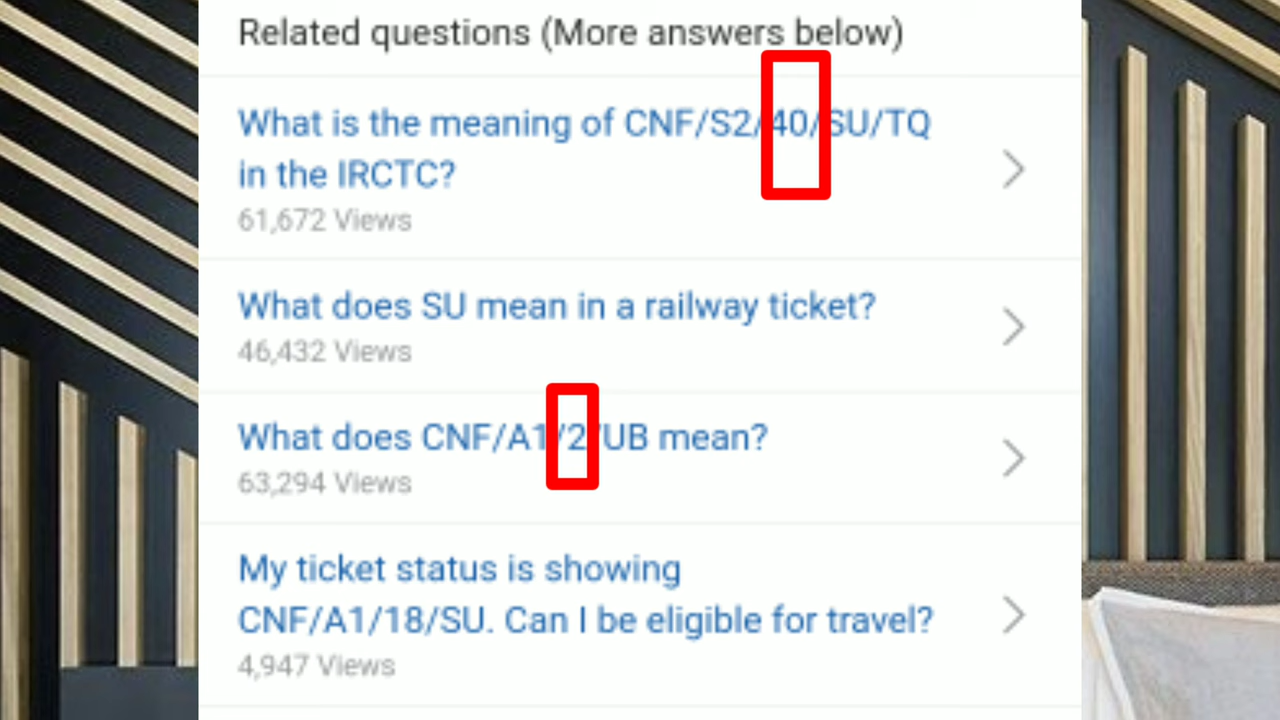 Related questions (More answers below)
What is the meaning of CNF/S2/40/SU/TQ
in the IRCTC?
61,672 Views
What does SU mean in a railway ticket?
46,432 Views
What does CNF/A1/2/UB mean?
63,294 Views
My ticket status is showing
CNF/A1/18/SU. Can I be eligible for travel?
4,947 Views